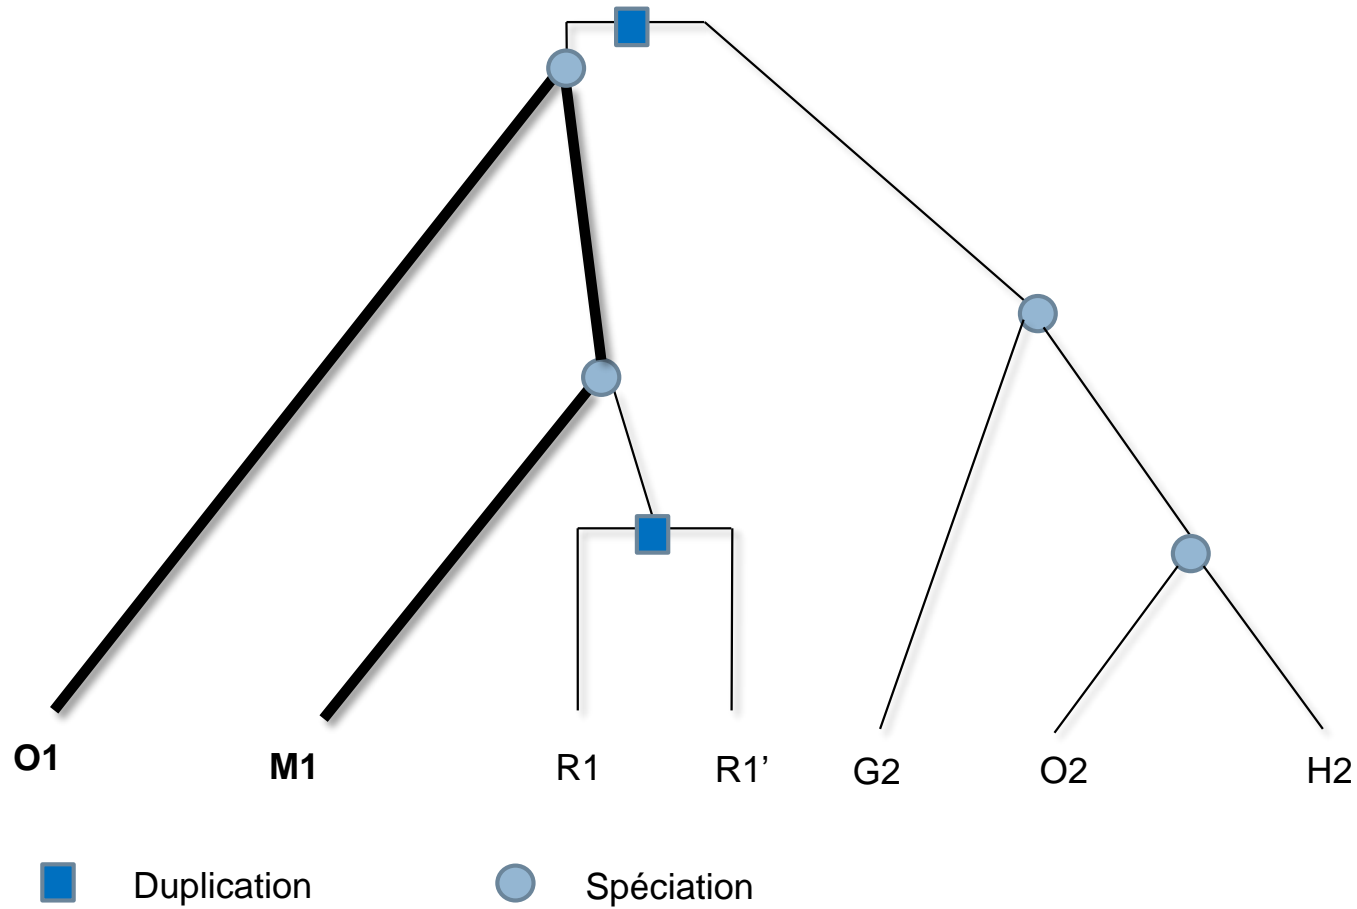 O1
M1
R1
R1’
G2
O2
H2
Duplication
Spéciation